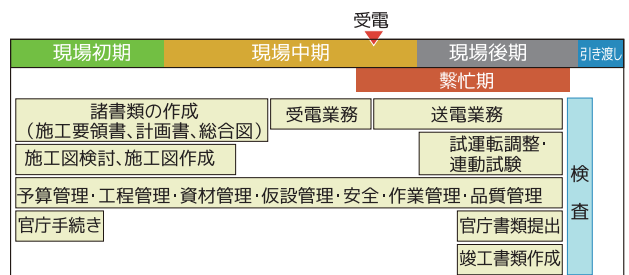 受電
現場初期
現場中期
現場後期
引き渡し
繁忙期
諸書類の作成
(施工要領書、計画書、総合図)
受電業務
送電業務
施工図検討、施工図作成
試運転調整・
連動試験
予算管理・工程管理・資材管理・仮設管理・安全・作業管理・品質管理
官庁手続き
官庁書類提出
竣工書類作成
検査